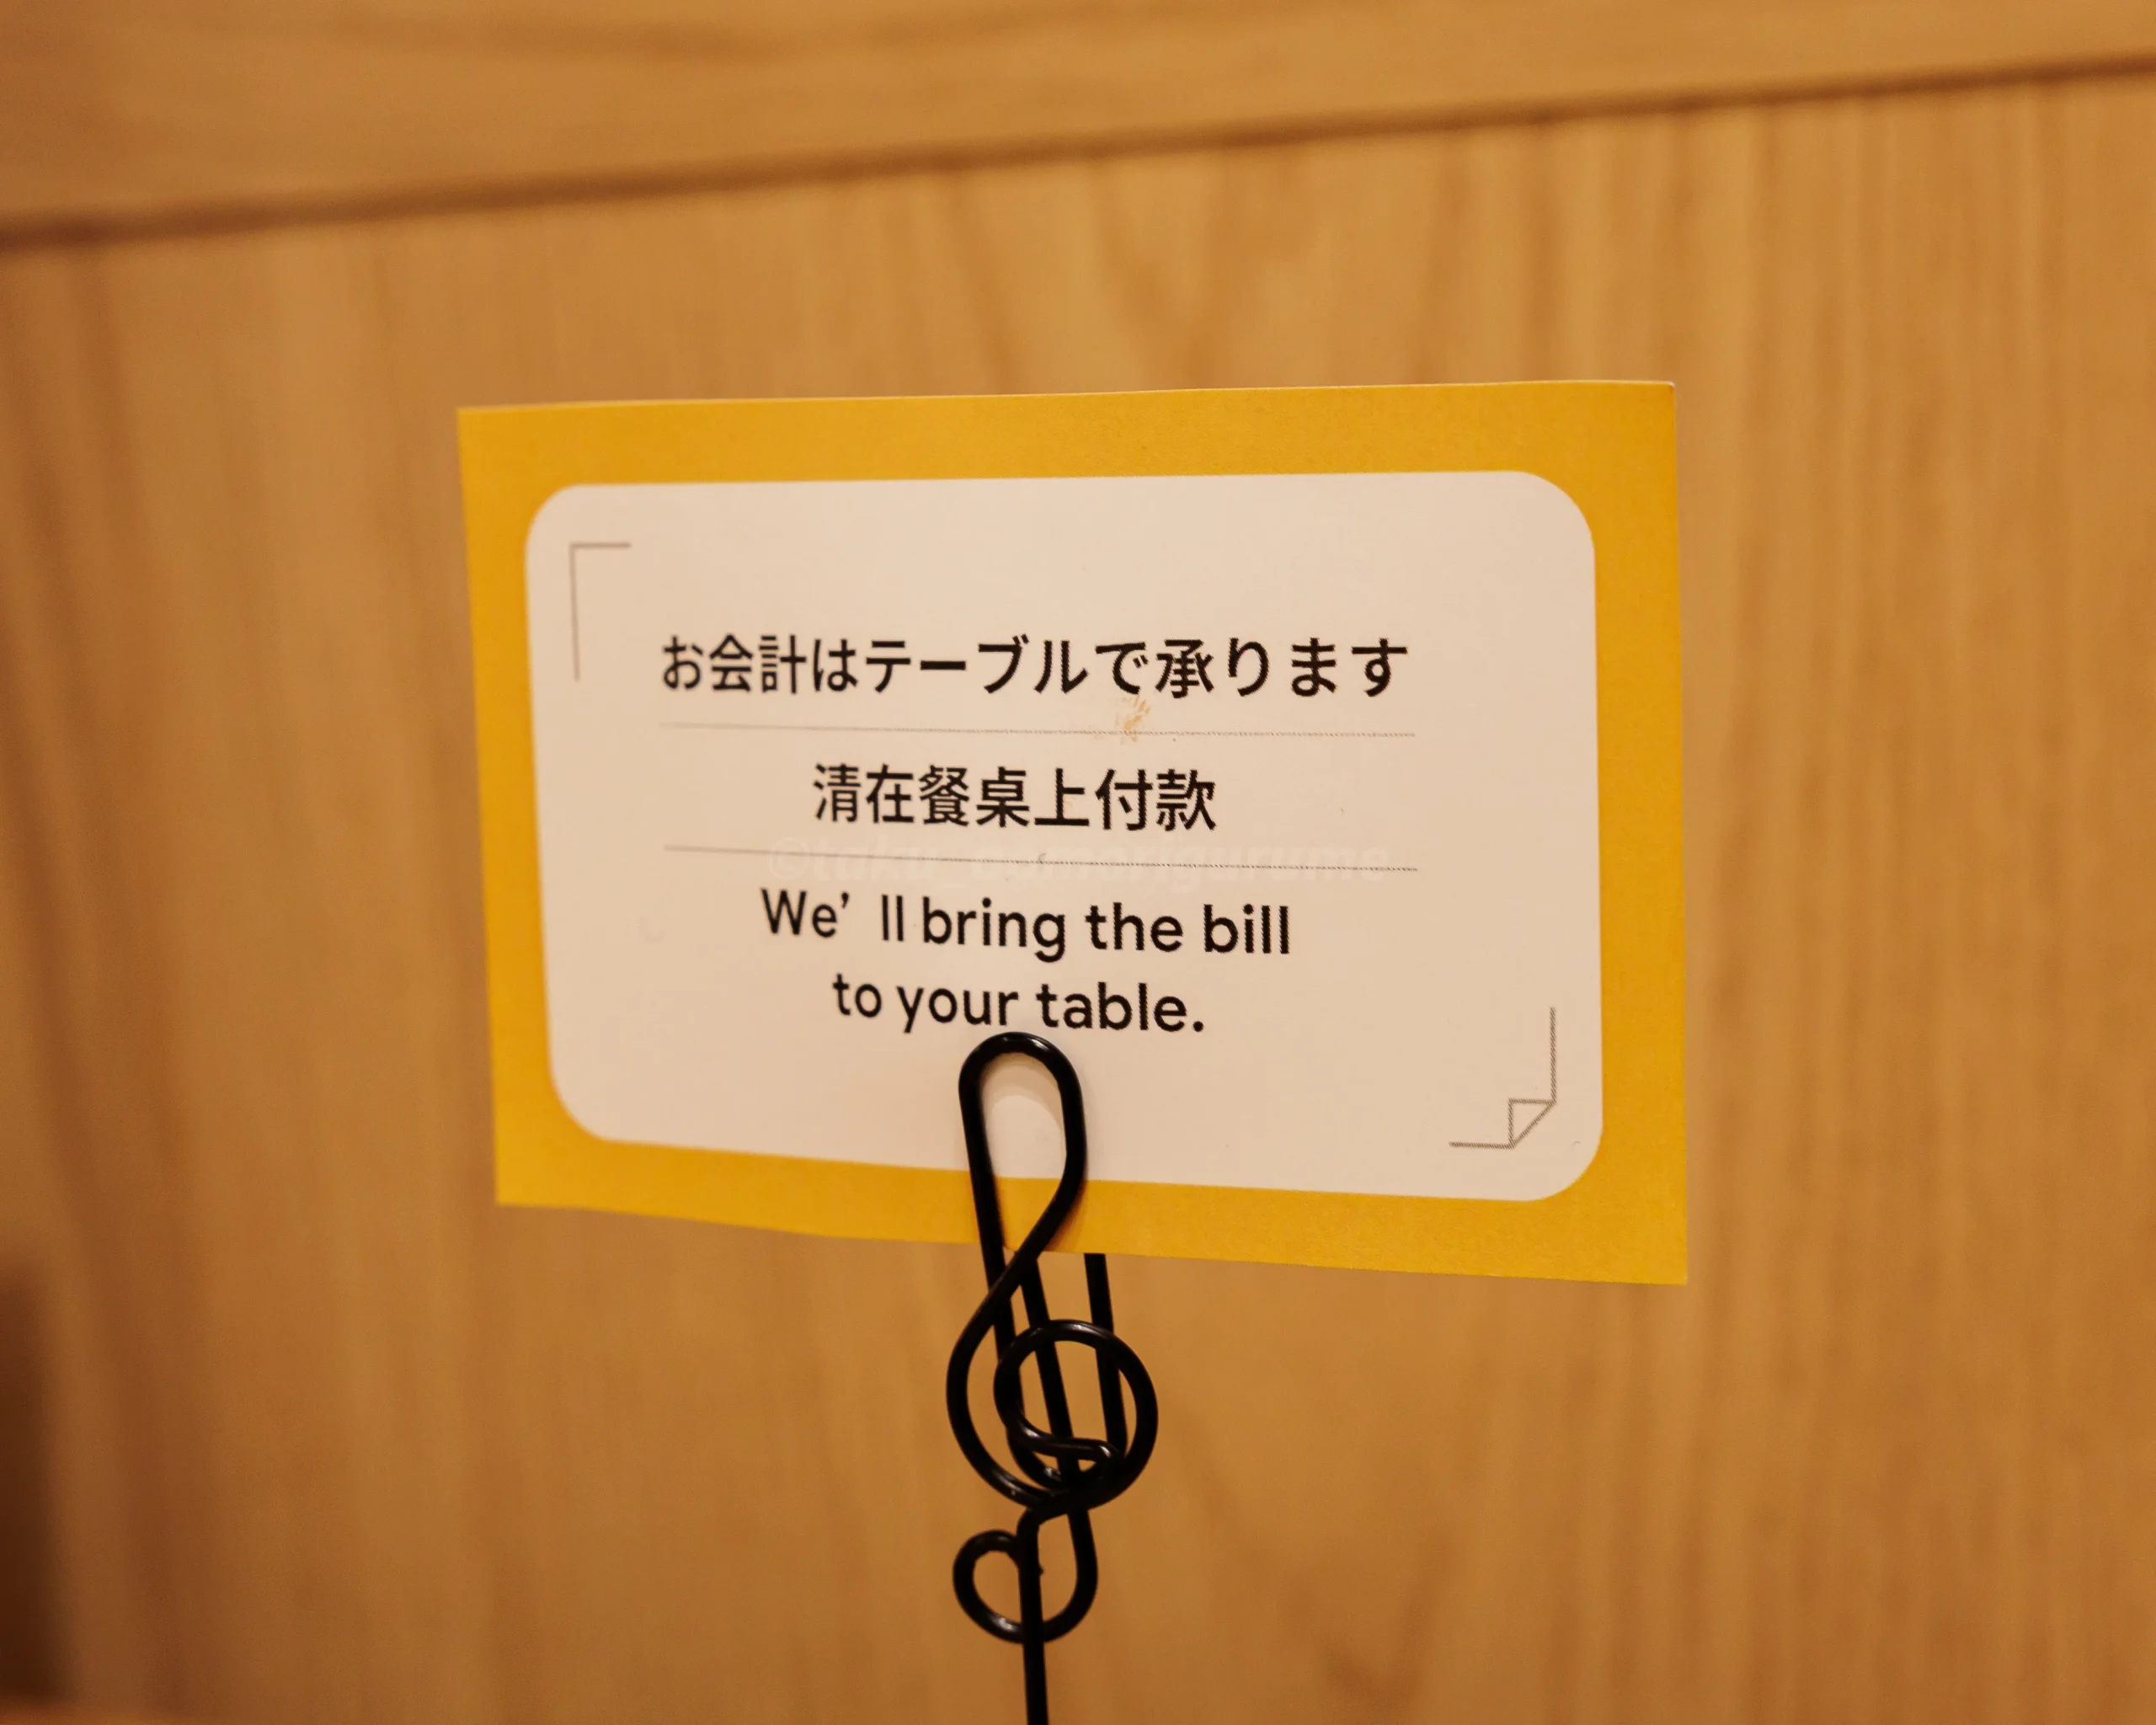 お会計はテーブルで承ります
清在餐桌上付款
We' ll bring the bill
to your table.